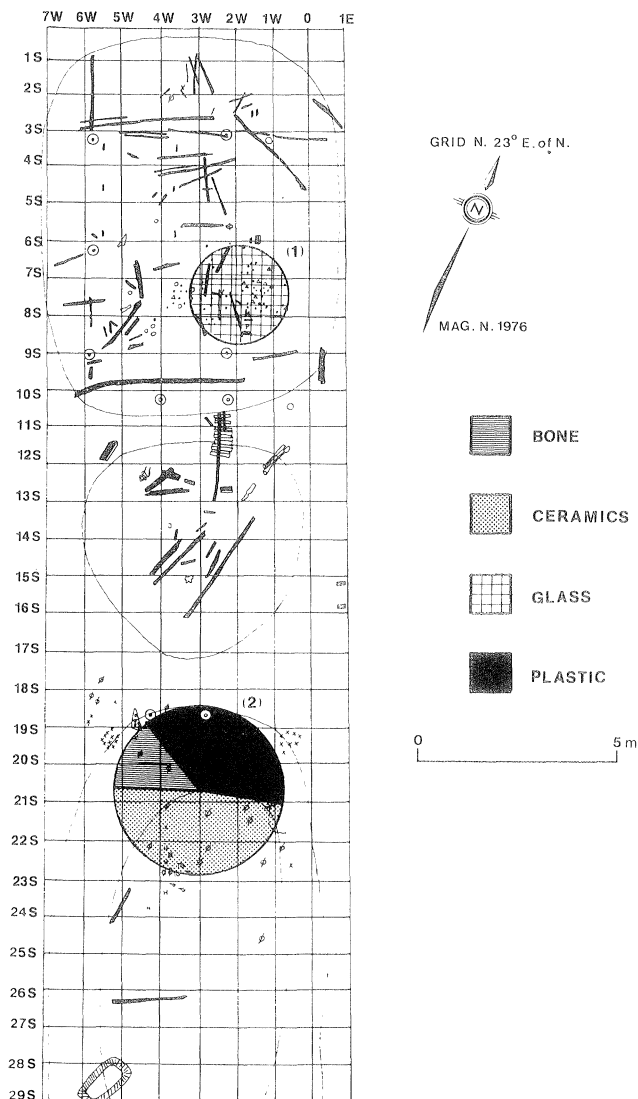 7W 6W 5W 4W 3W 2W 1W 0 1E
1S
2S
3S
4S
5S
6S
(1)
7S
8S
9S
10S
11S
12S
13S
14S
15S
16S
17S
18S
(2)
19S
20S
21S
22S
23S
24S
25S
26S
27S
28S
29S
GRID N. 23° E. of N.
N
MAG. N. 1976
BONE
CERAMICS
GLASS
PLASTIC
0 5 m